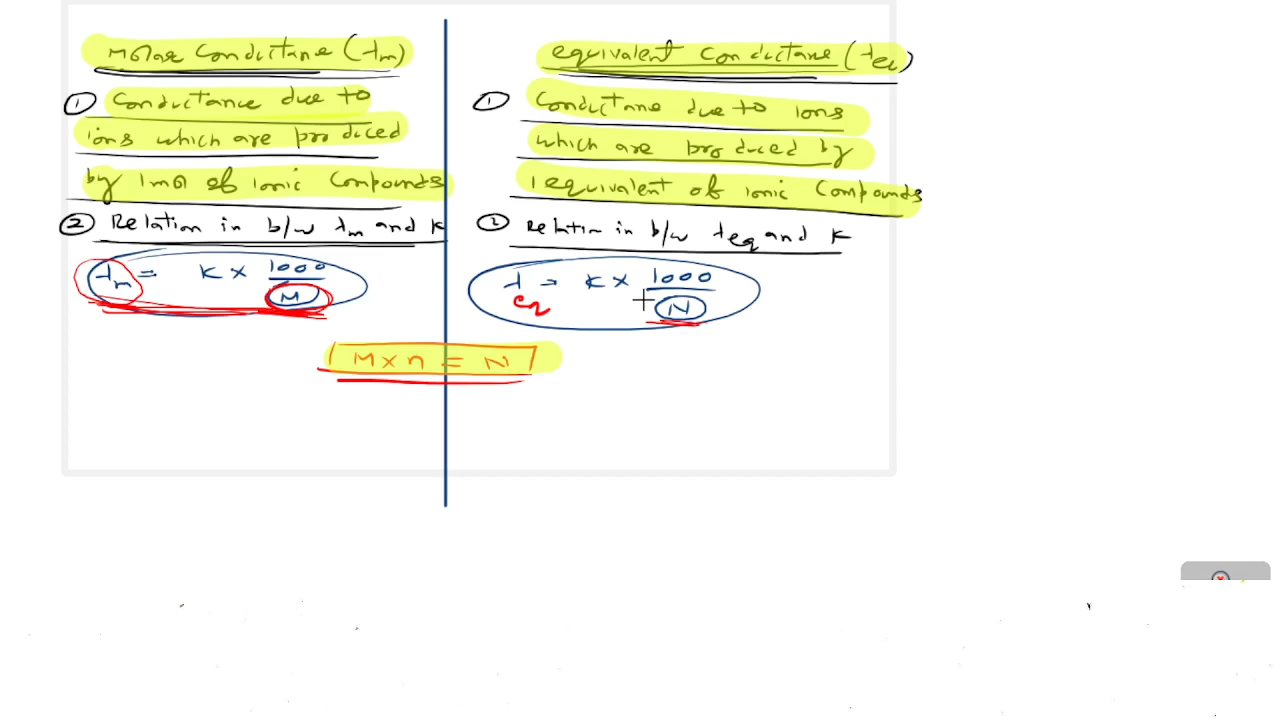 Molar Conductance (λm)
① Conductance due to
ions which are produced
by 1mol of ionic Compounds
② Relation in b/w λm and K
λm = K × 1000
M
equivalent Conductance (λeq)
① Conductance due to ions
which are produced by
1 equivalent of ionic Compounds
② Relation in b/w λeq and K
λeq = K × 1000
N
M × n = N